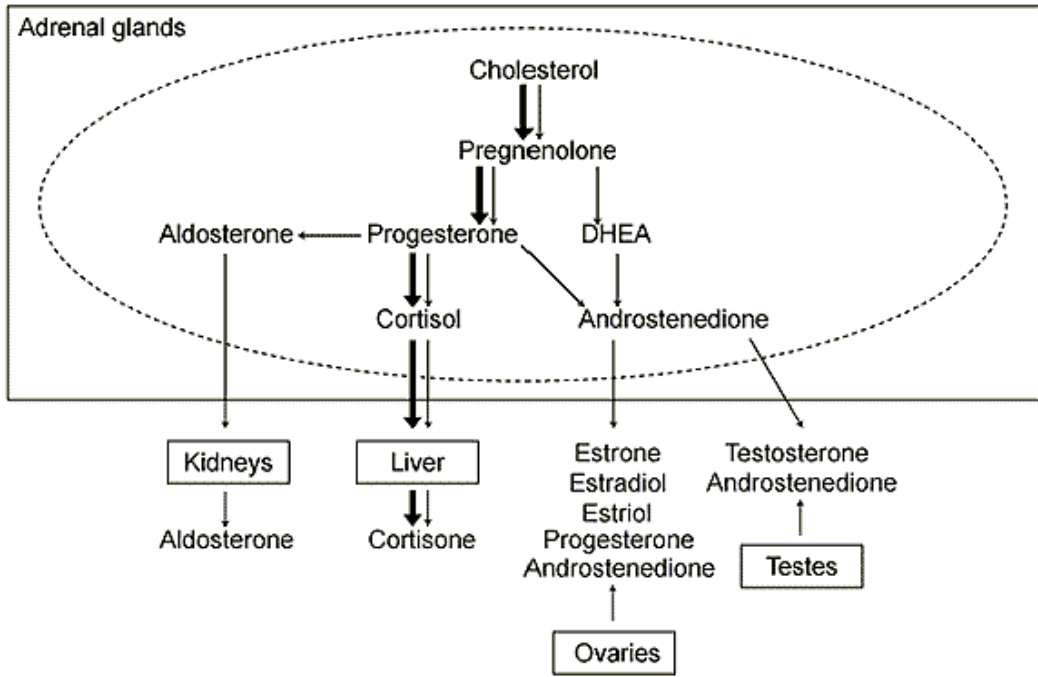 Adrenal glands
Cholesterol
Pregnenolone
Aldosterone
Progesterone
DHEA
Cortisol
Androstenedione
Kidneys
Liver
Estrone
Estradiol
Estriol
Progesterone
Androstenedione
Testosterone
Androstenedione
Aldosterone
Cortisone
Testes
Ovaries